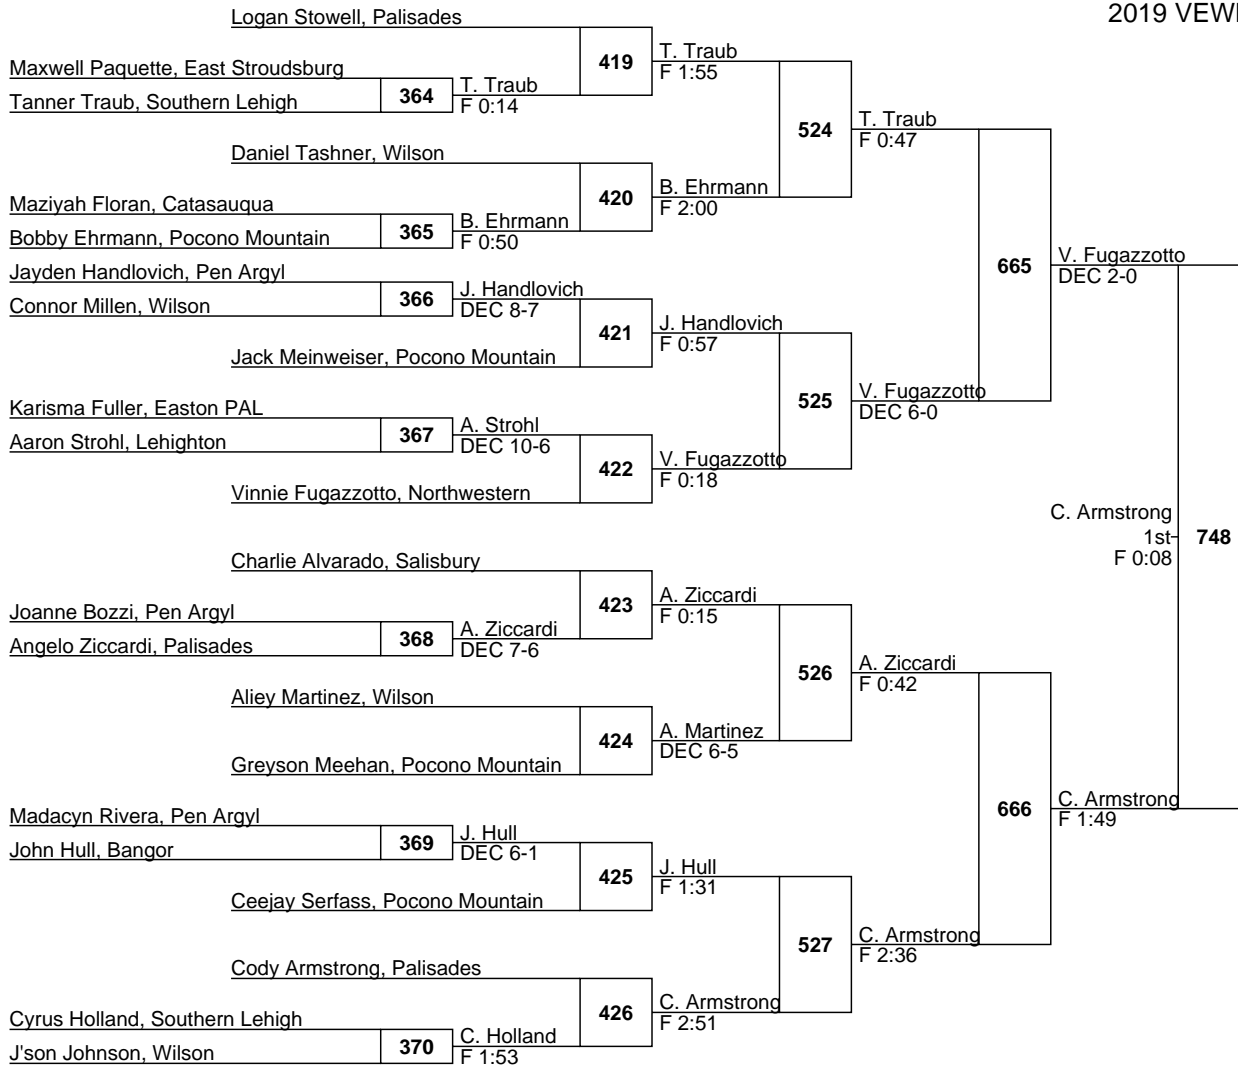 2019 VEW
Logan Stowell, Palisades
419
T. Traub
F 1:55
Maxwell Paquette, East Stroudsburg
Tanner Traub, Southern Lehigh
364
T. Traub
F 0:14
524
T. Traub
F 0:47
Daniel Tashner, Wilson
420
B. Ehrmann
F 2:00
Maziyah Floran, Catasauqua
Bobby Ehrmann, Pocono Mountain
365
B. Ehrmann
F 0:50
665
V. Fugazzotto
DEC 2-0
Jayden Handlovich, Pen Argyl
Connor Millen, Wilson
366
J. Handlovich
DEC 8-7
421
J. Handlovich
F 0:57
Jack Meinweiser, Pocono Mountain
525
V. Fugazzotto
DEC 6-0
Karisma Fuller, Easton PAL
Aaron Strohl, Lehighton
367
A. Strohl
DEC 10-6
422
V. Fugazzotto
F 0:18
Vinnie Fugazzotto, Northwestern
C. Armstrong
1st
F 0:08
748
Charlie Alvarado, Salisbury
423
A. Ziccardi
F 0:15
Joanne Bozzi, Pen Argyl
Angelo Ziccardi, Palisades
368
A. Ziccardi
DEC 7-6
526
A. Ziccardi
F 0:42
Aliey Martinez, Wilson
424
A. Martinez
DEC 6-5
Greyson Meehan, Pocono Mountain
666
C. Armstrong
F 1:49
Madacyn Rivera, Pen Argyl
John Hull, Bangor
369
J. Hull
DEC 6-1
425
J. Hull
F 1:31
Ceejay Serfass, Pocono Mountain
527
C. Armstrong
F 2:36
Cody Armstrong, Palisades
426
C. Armstrong
F 2:51
Cyrus Holland, Southern Lehigh
J'son Johnson, Wilson
370
C. Holland
F 1:53